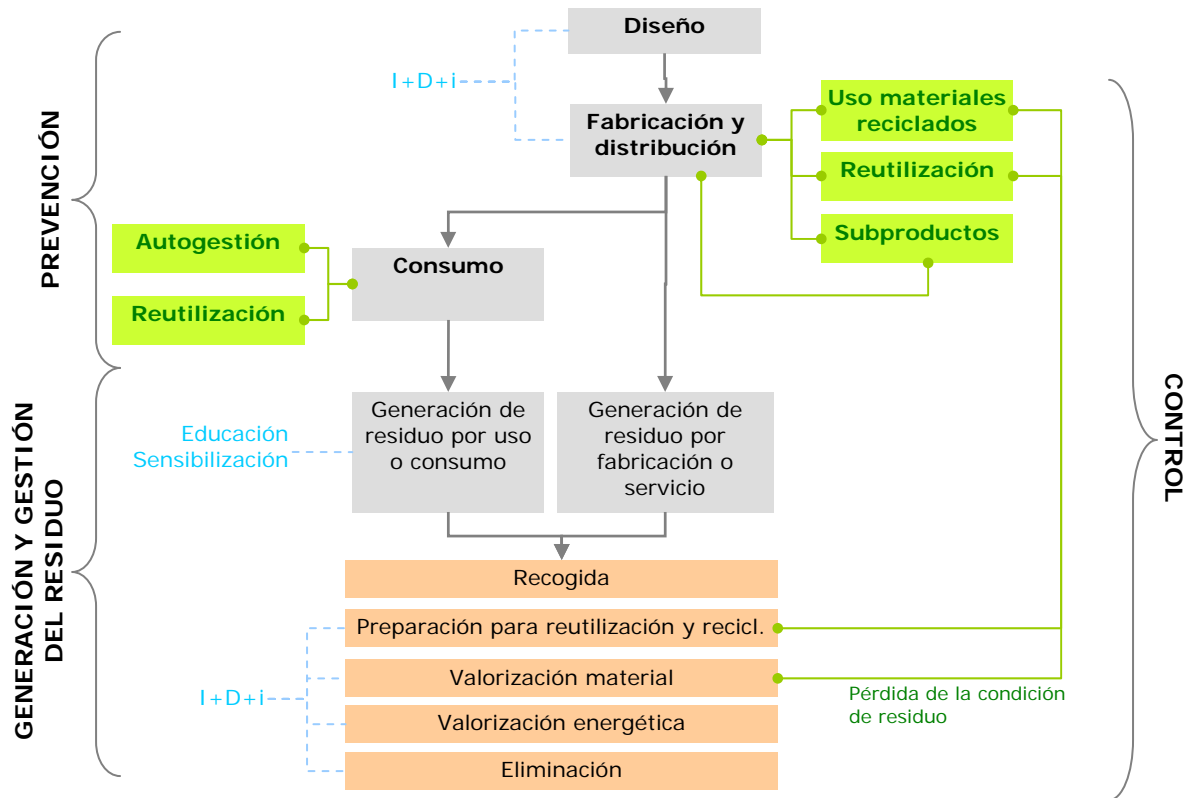 Diseño
I+D+i
Fabricación y
distribución
Uso materiales
reciclados
Reutilización
Subproductos
PREVENCIÓN
Autogestión
Reutilización
Consumo
CONTROL
GENERACIÓN Y GESTIÓN
DEL RESIDUO
Educación
Sensibilización
Generación de
residuo por uso
o consumo
Generación de
residuo por
fabricación o
servicio
Recogida
Preparación para reutilización y recicl.
Valorización material
I+D+i
Pérdida de la condición
de residuo
Valorización energética
Eliminación